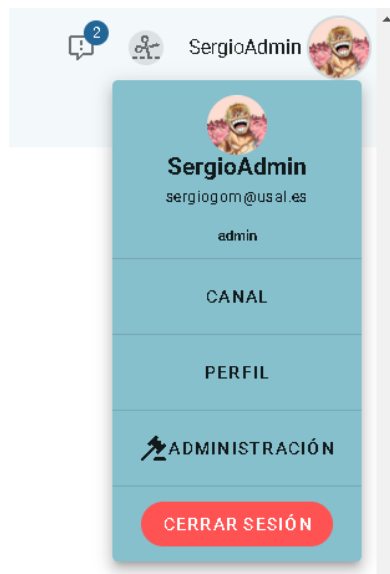 2
SergioAdmin
SergioAdmin
sergiogom@usal.es
admin
CANAL
PERFIL
ADMINISTRACIÓN
CERRAR SESIÓN